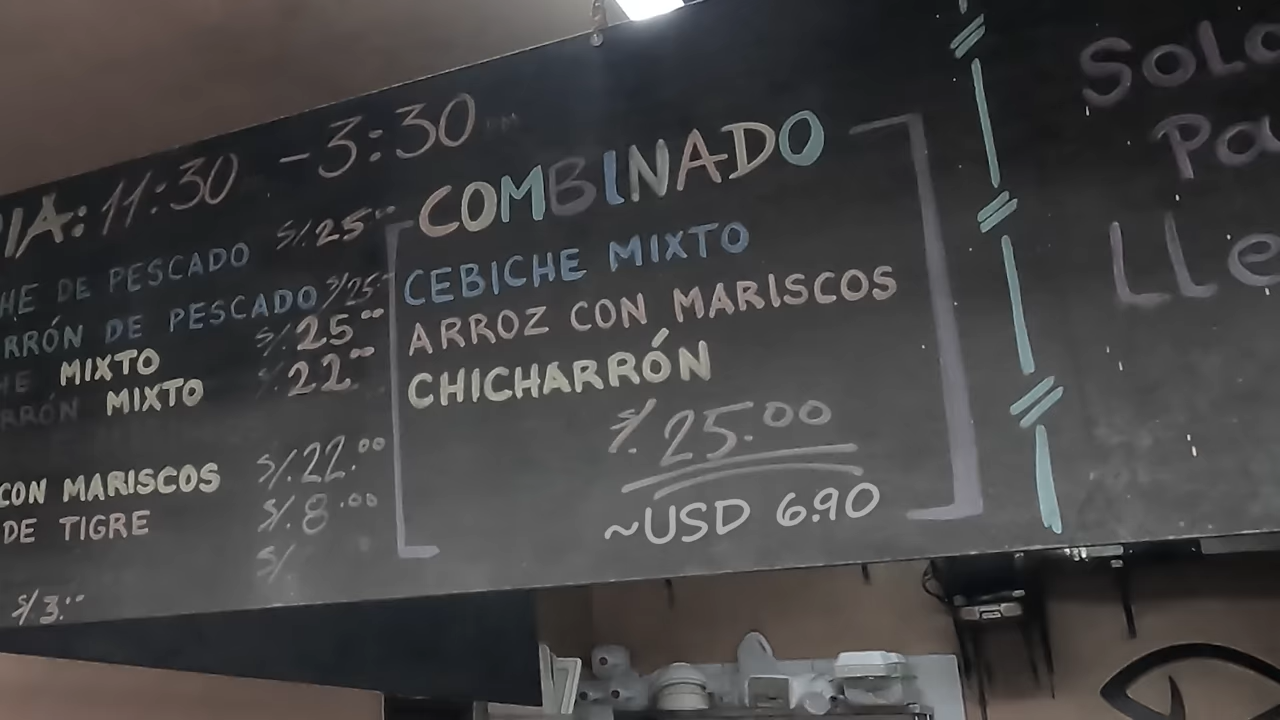 IA: 11:30 - 3:30 PM
HE DE PESCADO S/.25.00
RRÓN DE PESCADO S/25.-
HE MIXTO S/.25.00
RRÓN MIXTO S/.22.00
CON MARISCOS S/.22.00
DE TIGRE S/.8.00
S/.
S/3.00
COMBINADO
CEBICHE MIXTO
ARROZ CON MARISCOS
CHICHARRÓN
S/.25.00
~USD 6.90
Solo
Pa
Lle